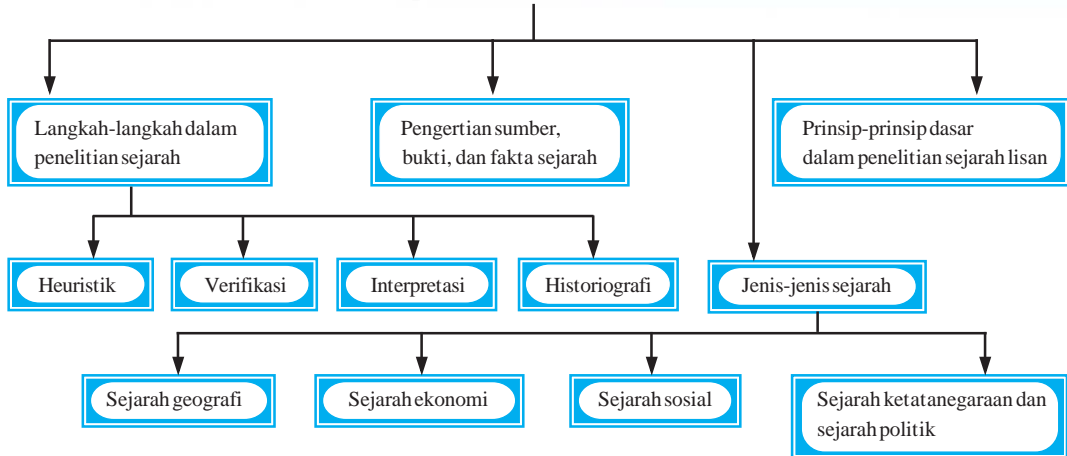 Langkah-langkah dalam
penelitian sejarah
Pengertian sumber,
bukti, dan fakta sejarah
Prinsip-prinsip dasar
dalam penelitian sejarah lisan
Heuristik
Verifikasi
Interpretasi
Historiografi
Jenis-jenis sejarah
Sejarah geografi
Sejarah ekonomi
Sejarah sosial
Sejarah ketatanegaraan dan
sejarah politik